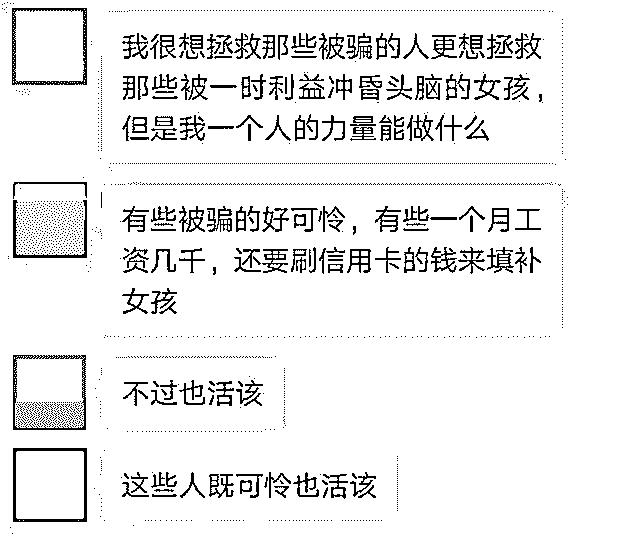 我很想拯救那些被骗的人更想拯救
那些被一时利益冲昏头脑的女孩，
但是我一个人的力量能做什么
有些被骗的好可怜，有些一个月工
资几千，还要刷信用卡的钱来填补
女孩
不过也活该
这些人既可怜也活该